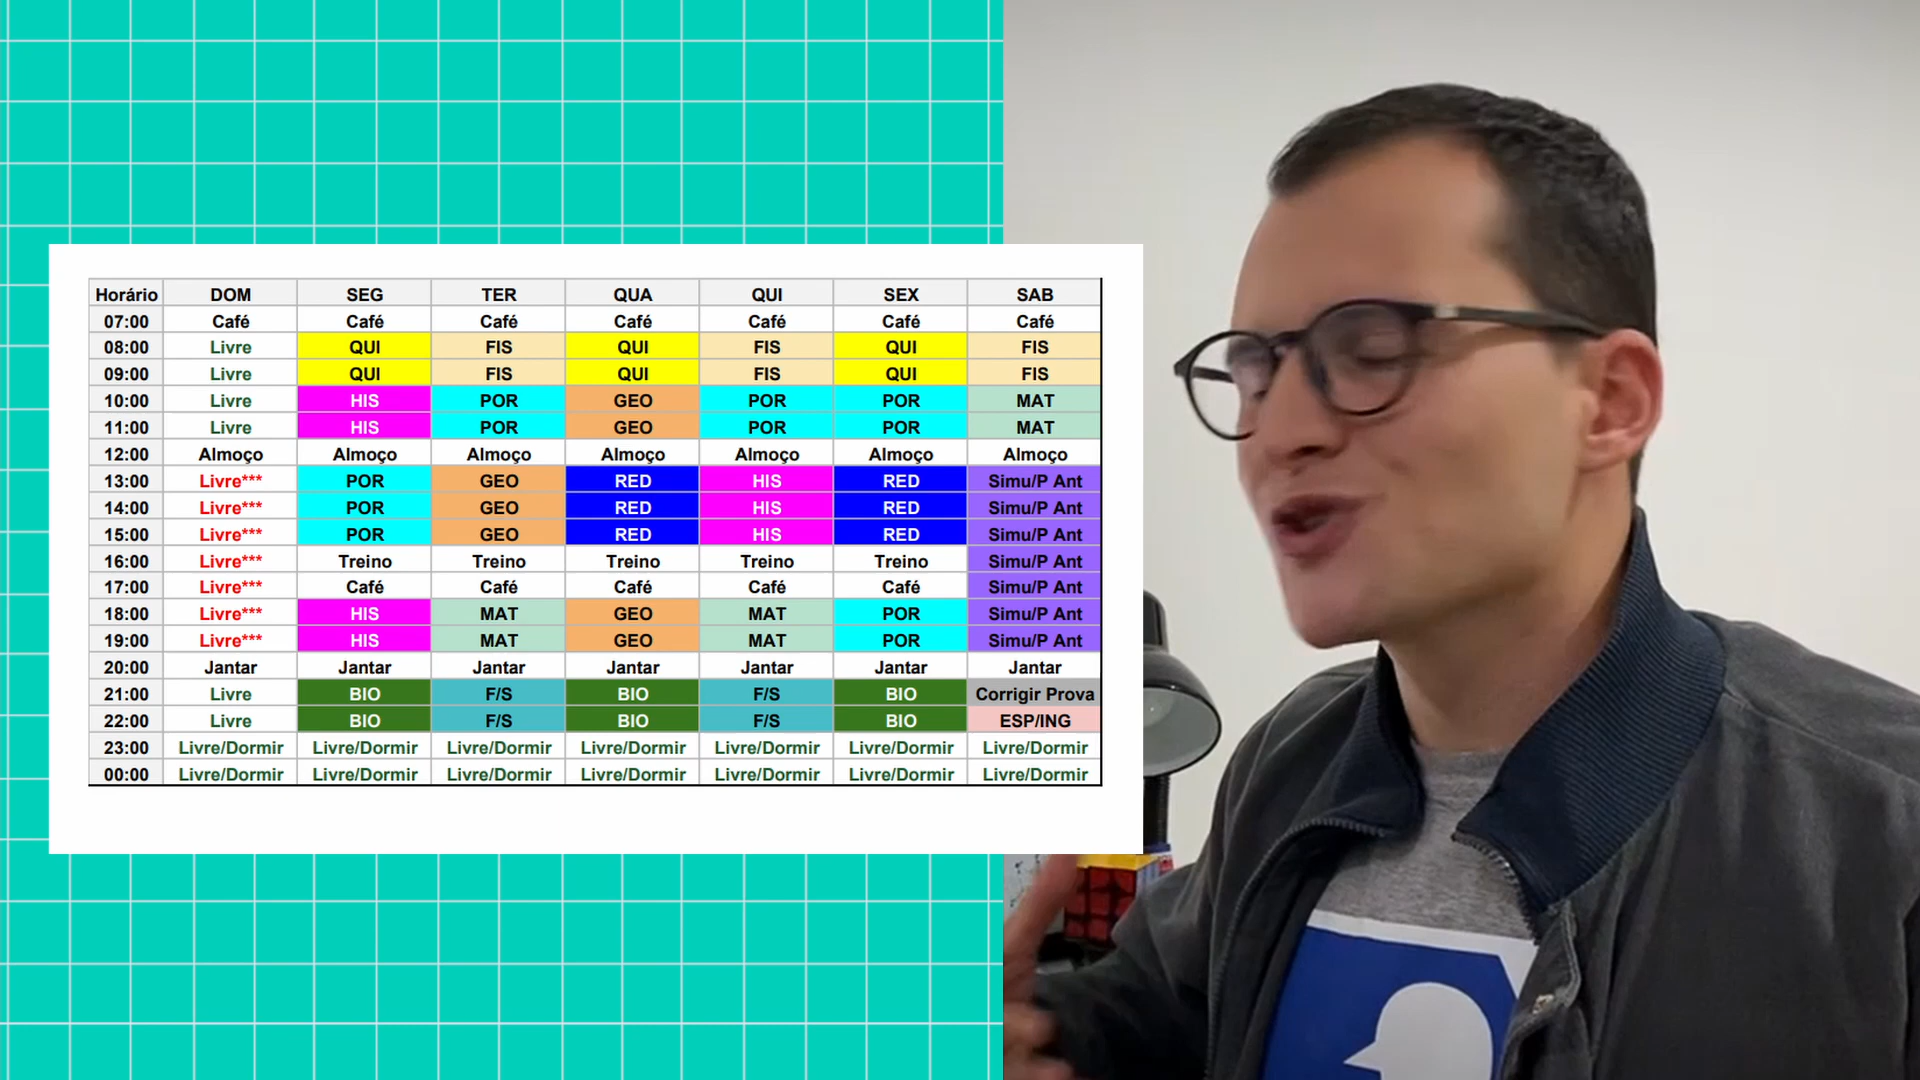 Horário DOM SEG TER QUA QUI SEX SAB
07:00 Café Café Café Café Café Café Café
08:00 Livre QUI FIS QUI FIS QUI FIS
09:00 Livre QUI FIS QUI FIS QUI FIS
10:00 Livre HIS POR GEO POR POR MAT
11:00 Livre HIS POR GEO POR POR MAT
12:00 Almoço Almoço Almoço Almoço Almoço Almoço Almoço
13:00 Livre*** POR GEO RED HIS RED Simu/P Ant
14:00 Livre*** POR GEO RED HIS RED Simu/P Ant
15:00 Livre*** POR GEO RED HIS RED Simu/P Ant
16:00 Livre*** Treino Treino Treino Treino Treino Simu/P Ant
17:00 Livre*** Café Café Café Café Café Simu/P Ant
18:00 Livre*** HIS MAT GEO MAT POR Simu/P Ant
19:00 Livre*** HIS MAT GEO MAT POR Simu/P Ant
20:00 Jantar Jantar Jantar Jantar Jantar Jantar Jantar
21:00 Livre BIO F/S BIO F/S BIO Corrigir Prova
22:00 Livre BIO F/S BIO F/S BIO ESP/ING
23:00 Livre/Dormir Livre/Dormir Livre/Dormir Livre/Dormir Livre/Dormir Livre/Dormir Livre/Dormir
00:00 Livre/Dormir Livre/Dormir Livre/Dormir Livre/Dormir Livre/Dormir Livre/Dormir Livre/Dormir